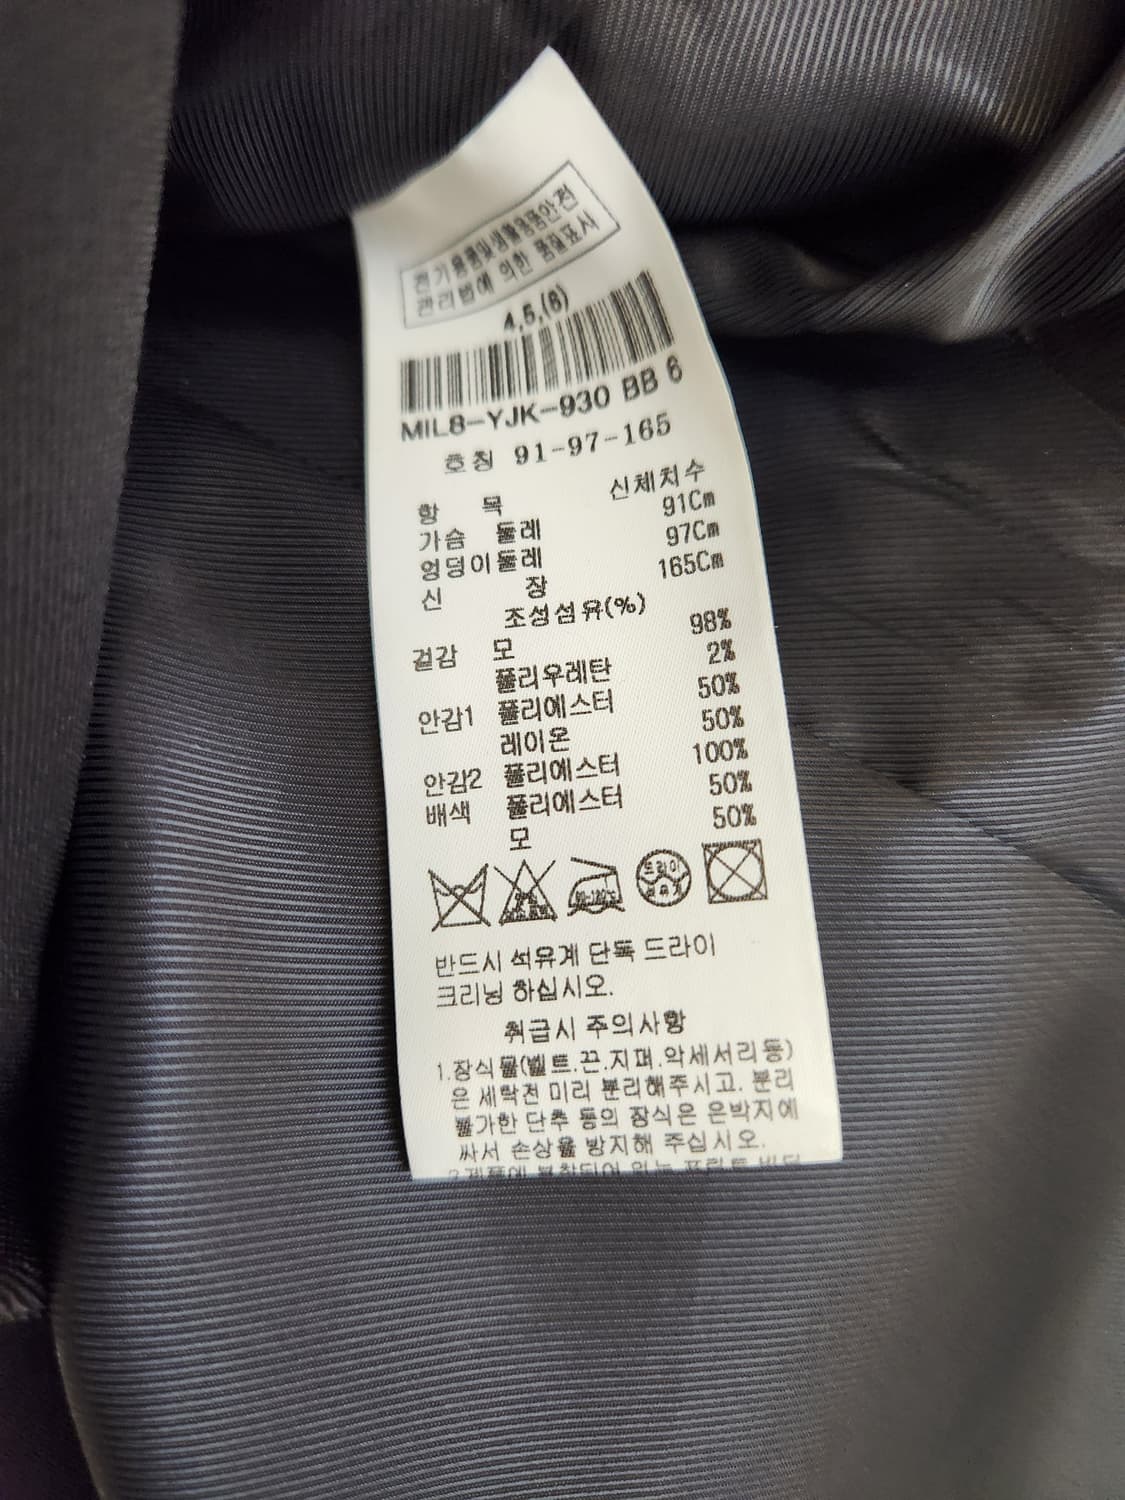 전기용품및생활용품안전
관리법에 의한 품질표시
4,5,(6)
MIL8-YJK-930 BB 6
호칭 91-97-165
항 목 신체치수
가슴 둘레 91Cm
엉덩이둘레 97Cm
신 장 165Cm
조성섬유(%)
겉감 모 98%
폴리우레탄 2%
안감1 폴리에스터 50%
레이온 50%
안감2 폴리에스터 100%
배색 폴리에스터 50%
모 50%
드라이
반드시 석유계 단독 드라이
크리닝 하십시오.
취급시 주의사항
1.장식물(벨트.끈.지퍼.악세서리등)
은 세탁전 미리 분리해주시고. 분리
불가한 단추 등의 장식은 은박지에
싸서 손상을 방지해 주십시오.